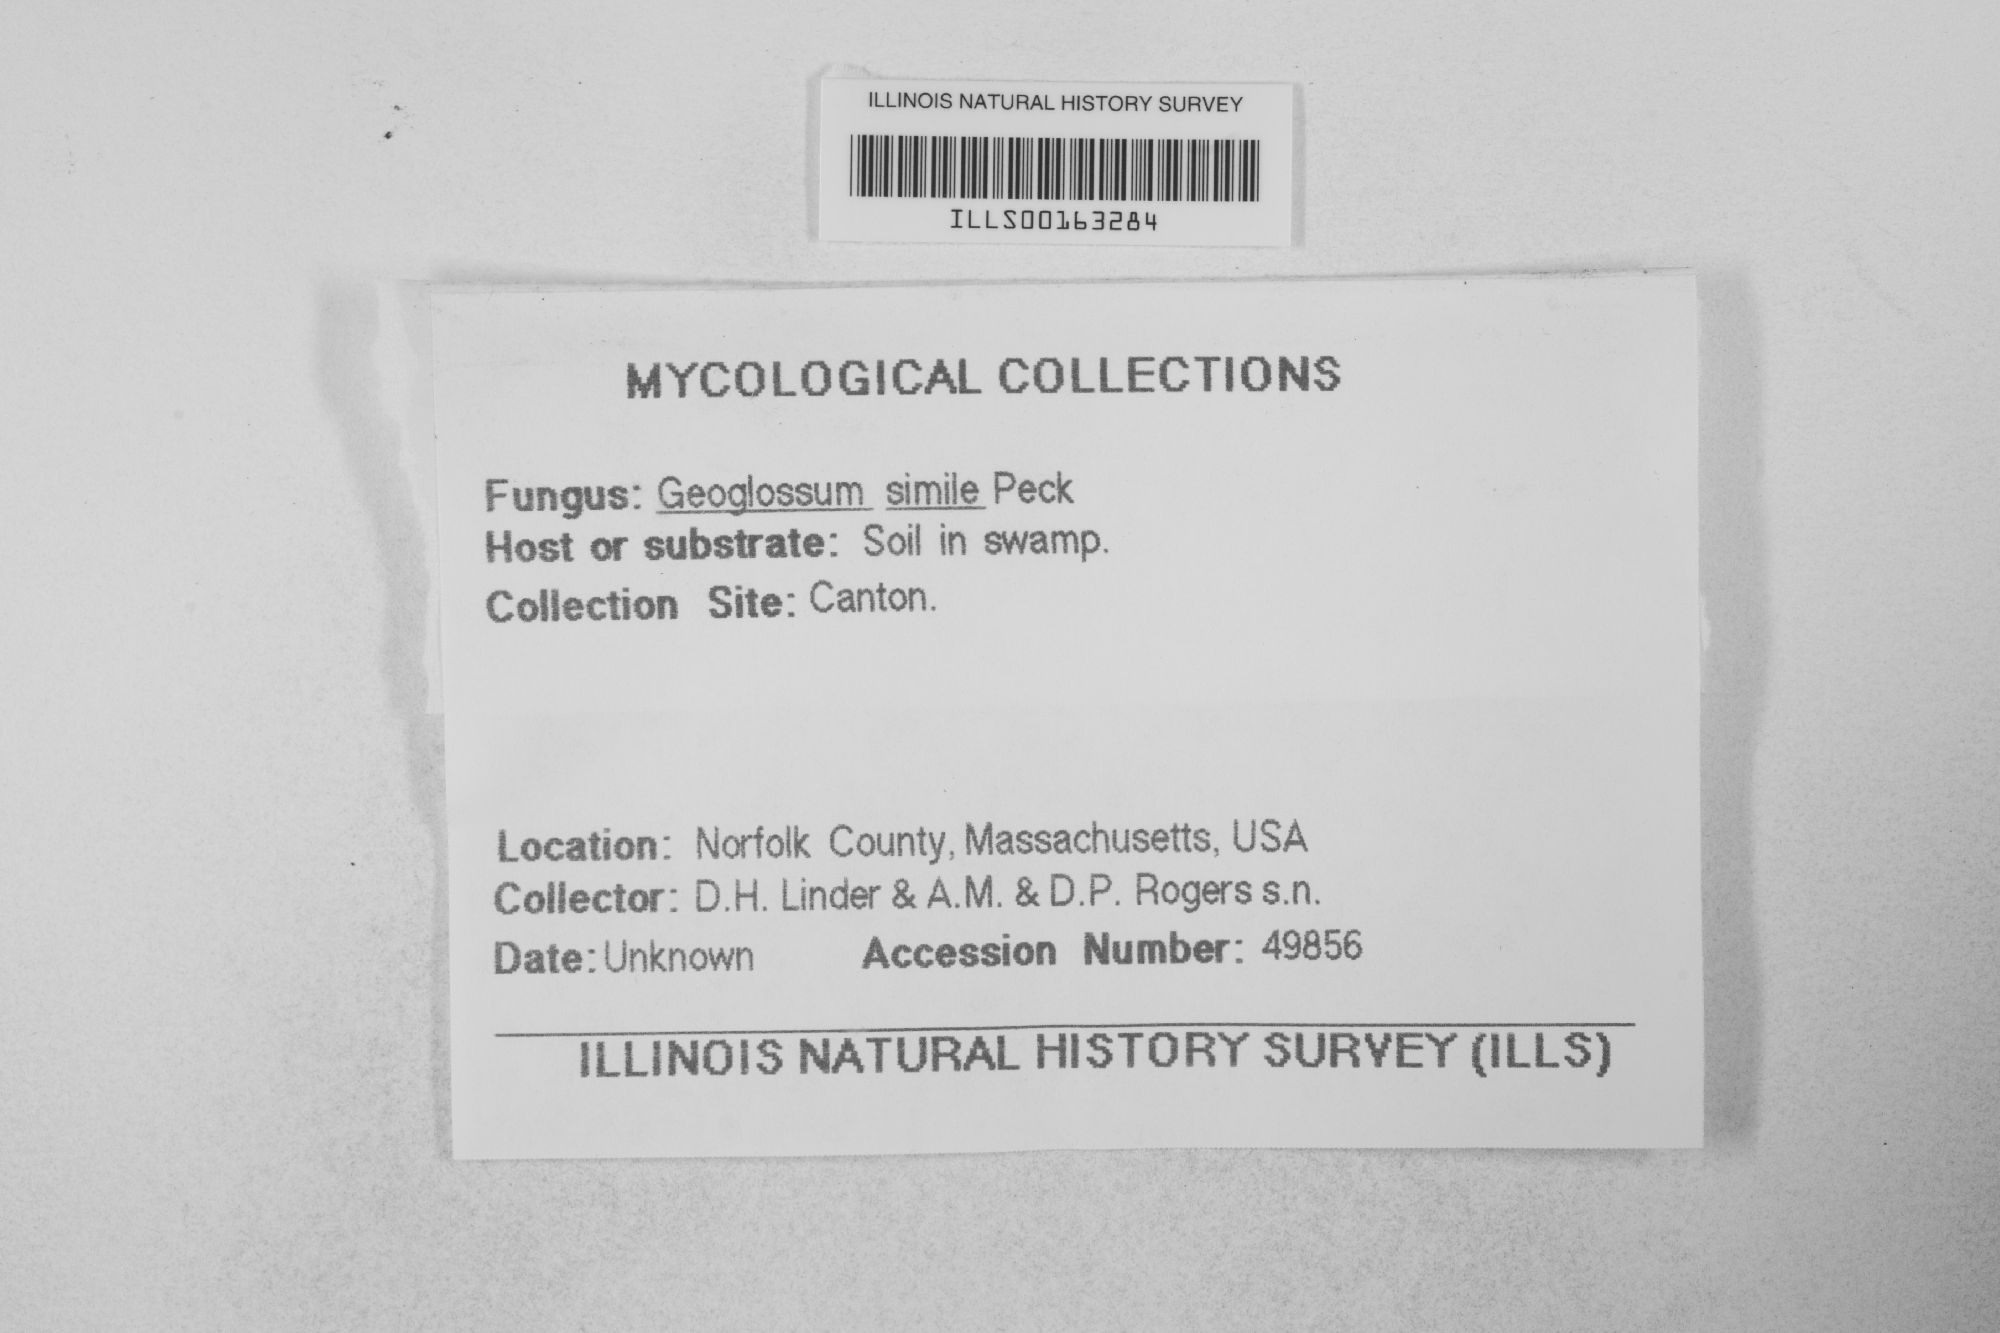 ILLINOIS NATURAL HISTORY SURVEY
ILLS00163284
MYCOLOGICAL COLLECTIONS
Fungus: Geoglossum simile Peck
Host or substrate: Soil in swamp.
Collection Site: Canton.
Location: Norfolk County, Massachusetts, USA
Collector: D.H. Linder & A.M. & D.P. Rogers s.n.
Date: Unknown Accession Number: 49856
ILLINOIS NATURAL HISTORY SURVEY (ILLS)